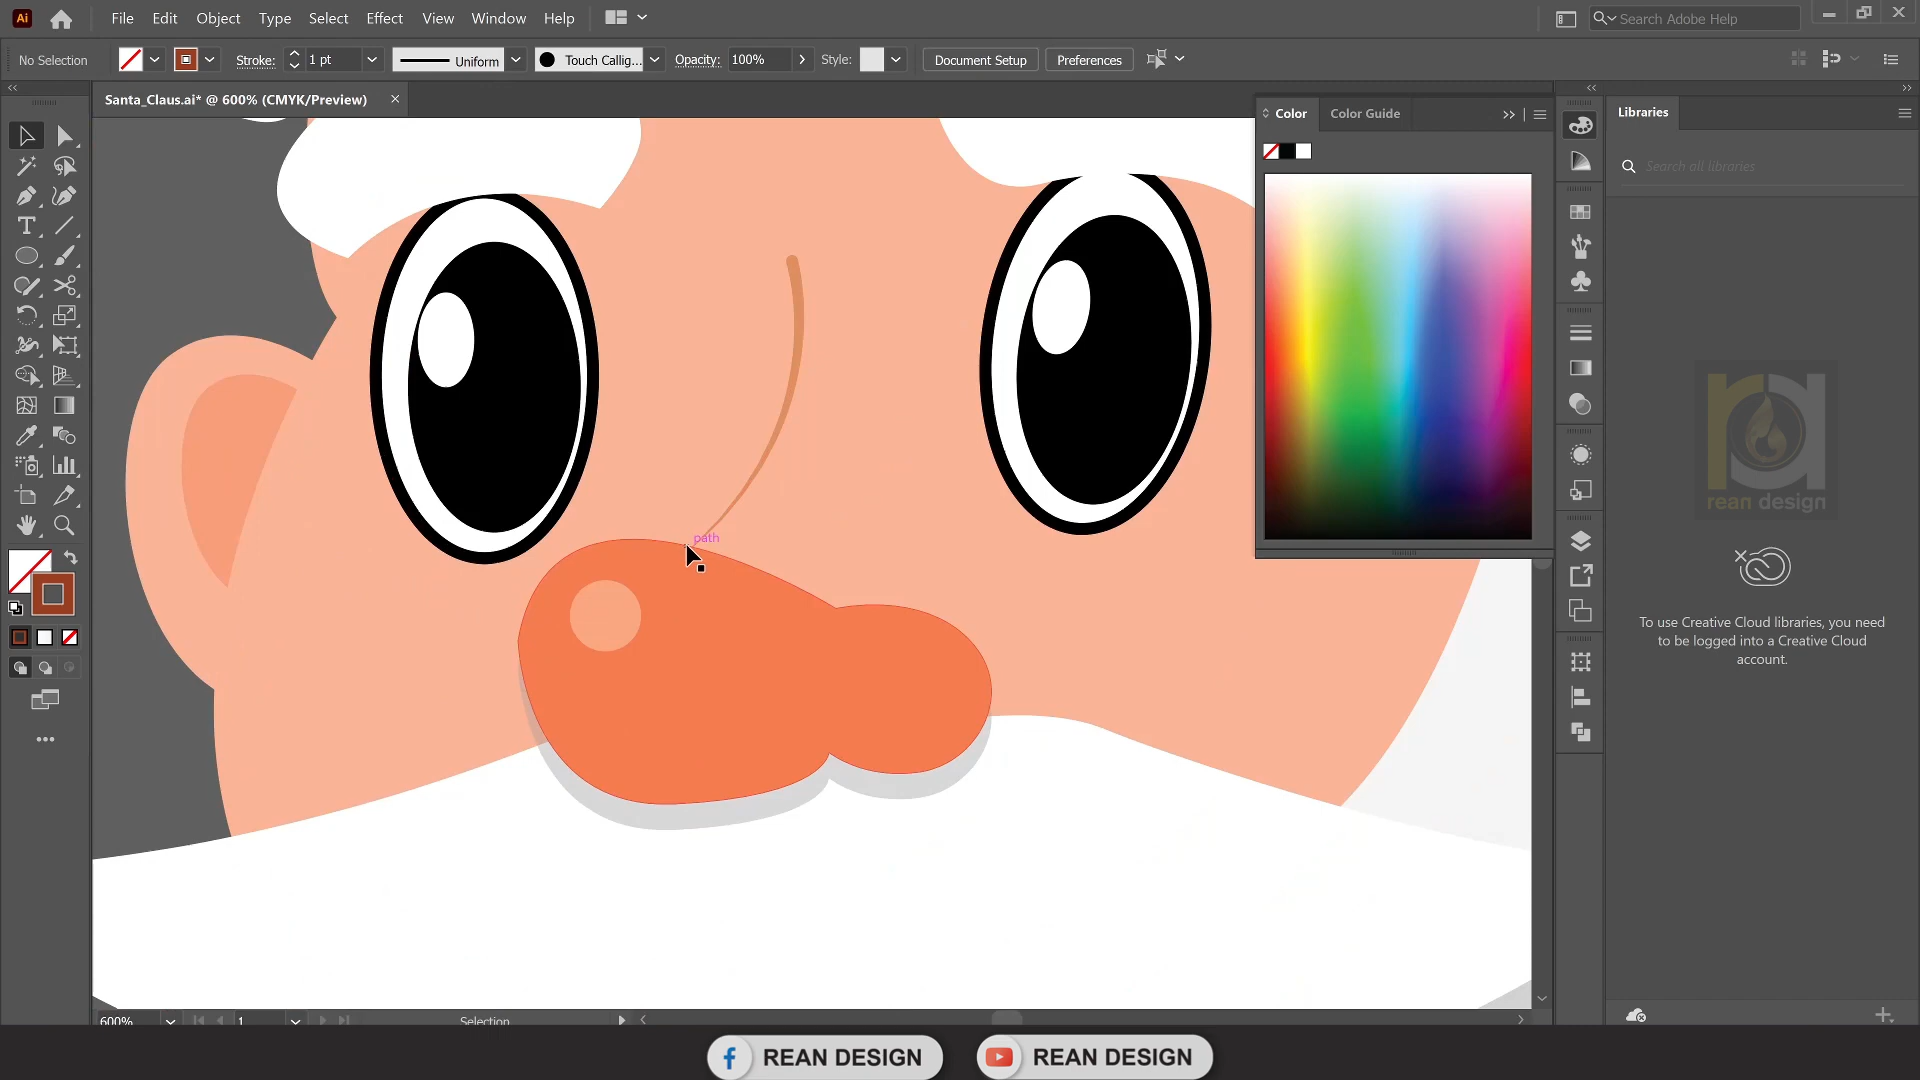 Ai
File Edit Object Type Select Effect View Window Help
Search Adobe Help
No Selection
Stroke:
1 pt
Uniform
Touch Callig...
Opacity:
100%
Style:
Document Setup
Preferences
Santa_Claus.ai* @ 600% (CMYK/Preview)
Color
Color Guide
Libraries
Search all libraries
path
ra
rean design
To use Creative Cloud libraries, you need
to be logged into a Creative Cloud
account.
600%
1
Selection
REAN DESIGN
REAN DESIGN